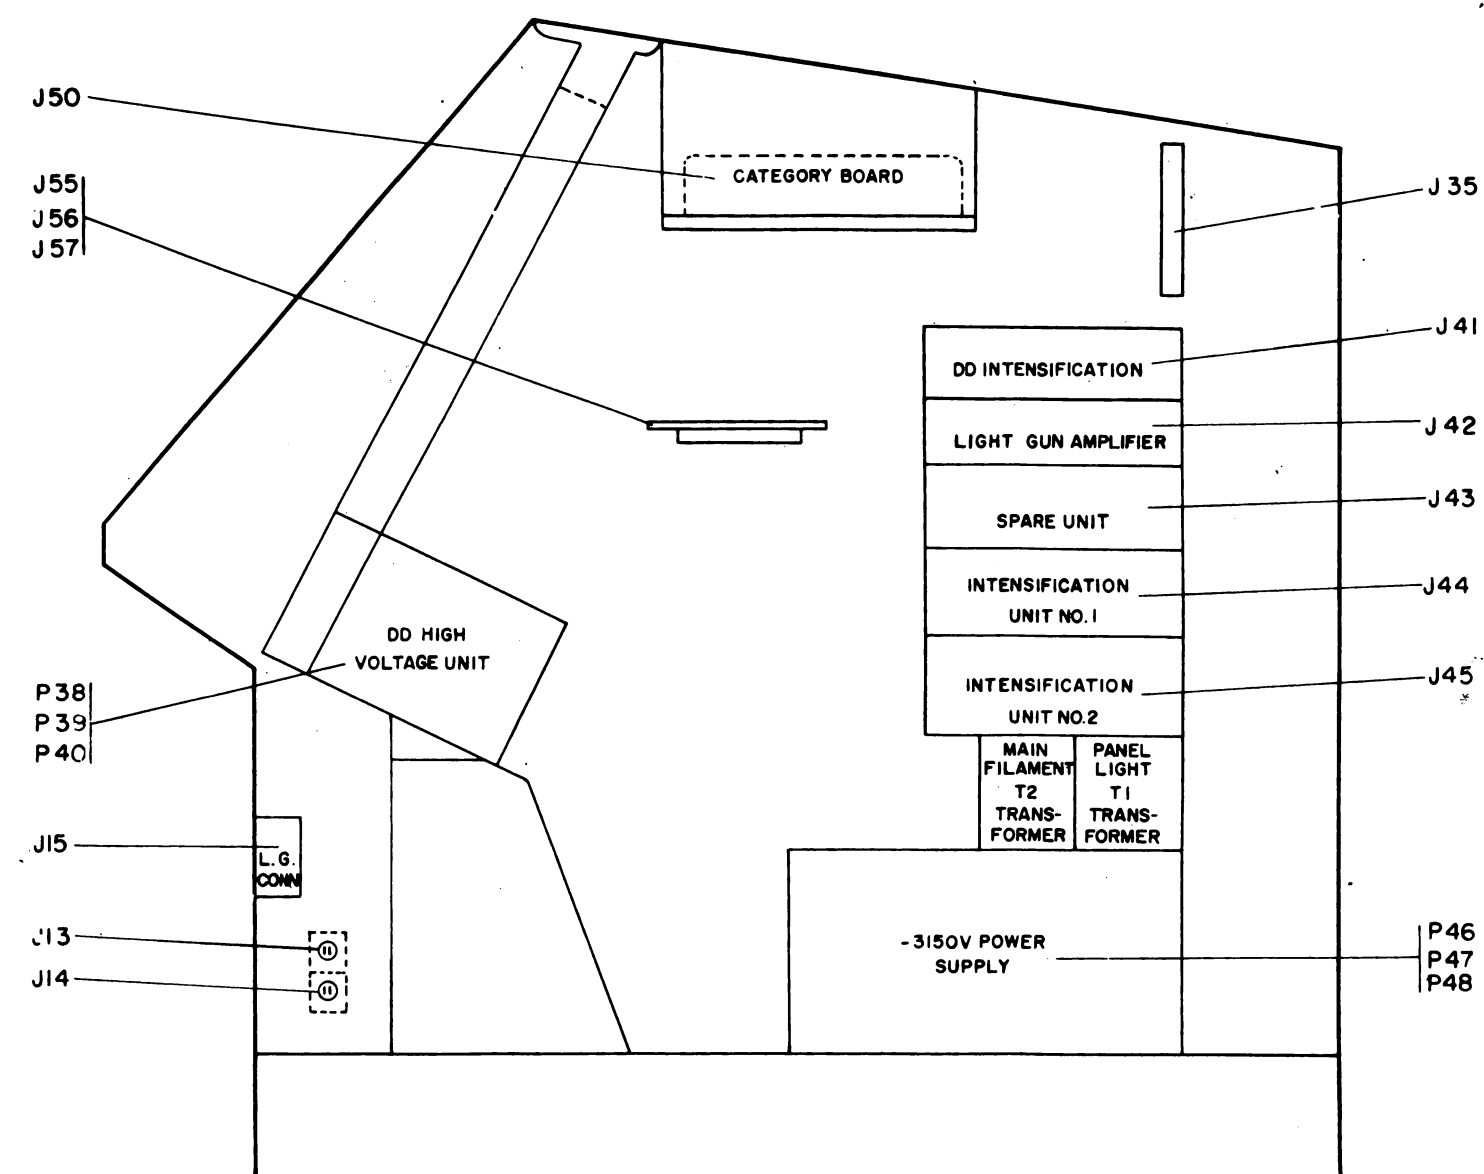 J50
J55
J56
J57
CATEGORY BOARD
J35
J41
DD INTENSIFICATION
J42
LIGHT GUN AMPLIFIER
J43
SPARE UNIT
J44
INTENSIFICATION
UNIT NO.1
J45
INTENSIFICATION
UNIT NO.2
DD HIGH
VOLTAGE UNIT
P38
P39
P40
MAIN
FILAMENT
T2
TRANS-
FORMER
PANEL
LIGHT
T1
TRANS-
FORMER
J15
L.G.
CONN
J13
J14
-3150V POWER
SUPPLY
P46
P47
P48